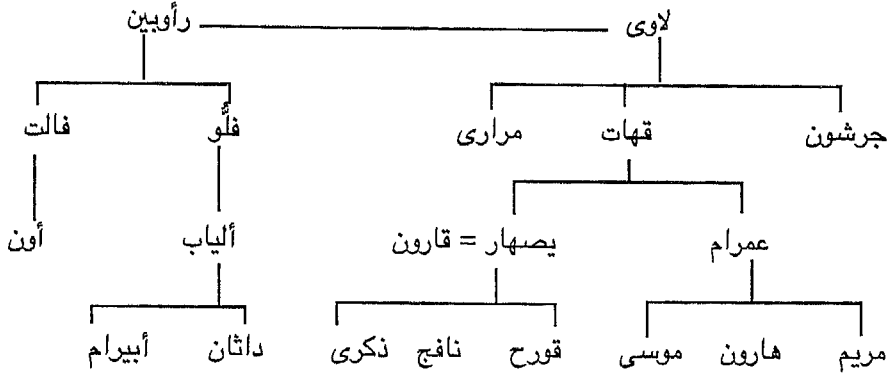 لاوى رأوبين
جرشون قهات مرارى فلُّو فالت
عمرام يصهار = قارون ألياب أون
مريم هارون موسى قورح نافج ذكرى داثان أبيرام